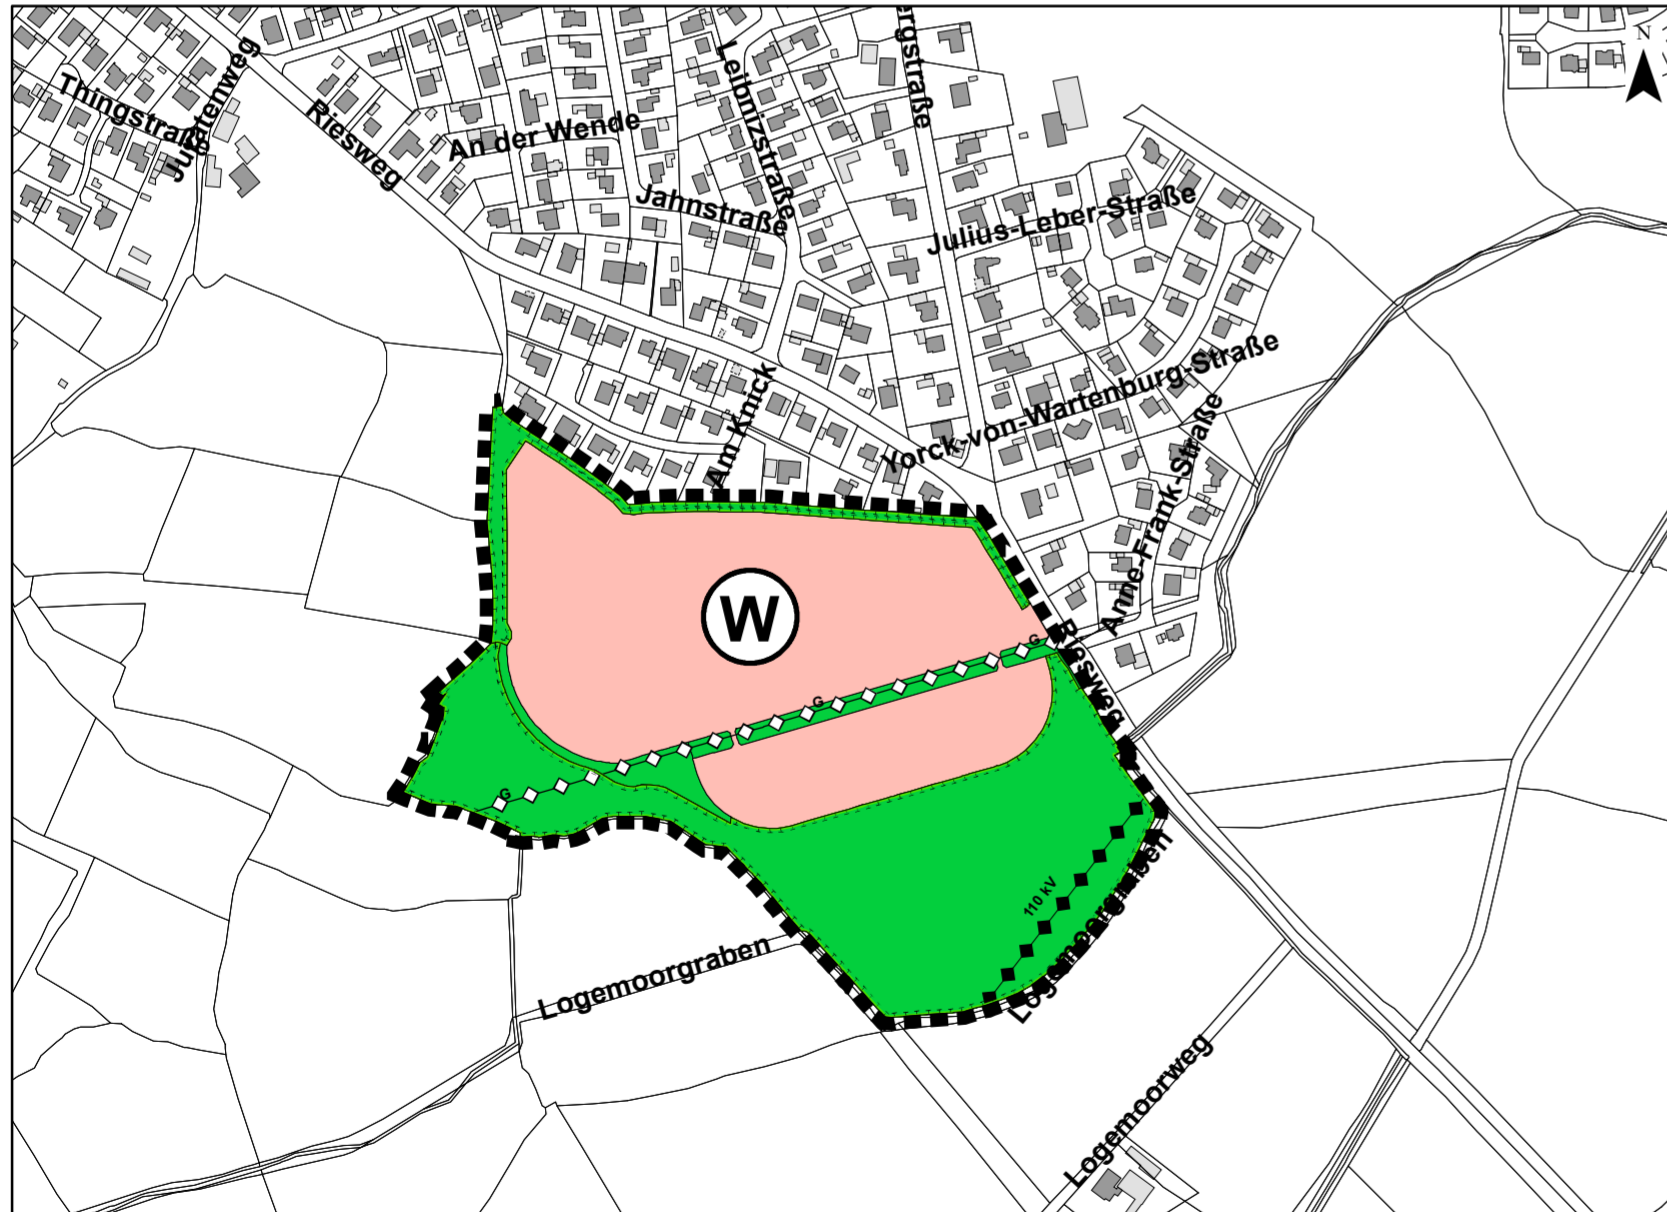 N
Thingstraße
Jugatenweg
Riesweg
An der Wende
Leibnizstraße
ergstraße
Jahnstraße
Julius-Leber-Straße
Yorck-von-Wartenburg-Straße
Am Knick
Anne-Frank-Straße
W
G
Riesweg
G
G
110 kV
Logemoorgraben
Logemoorgraben
Logemoorweg